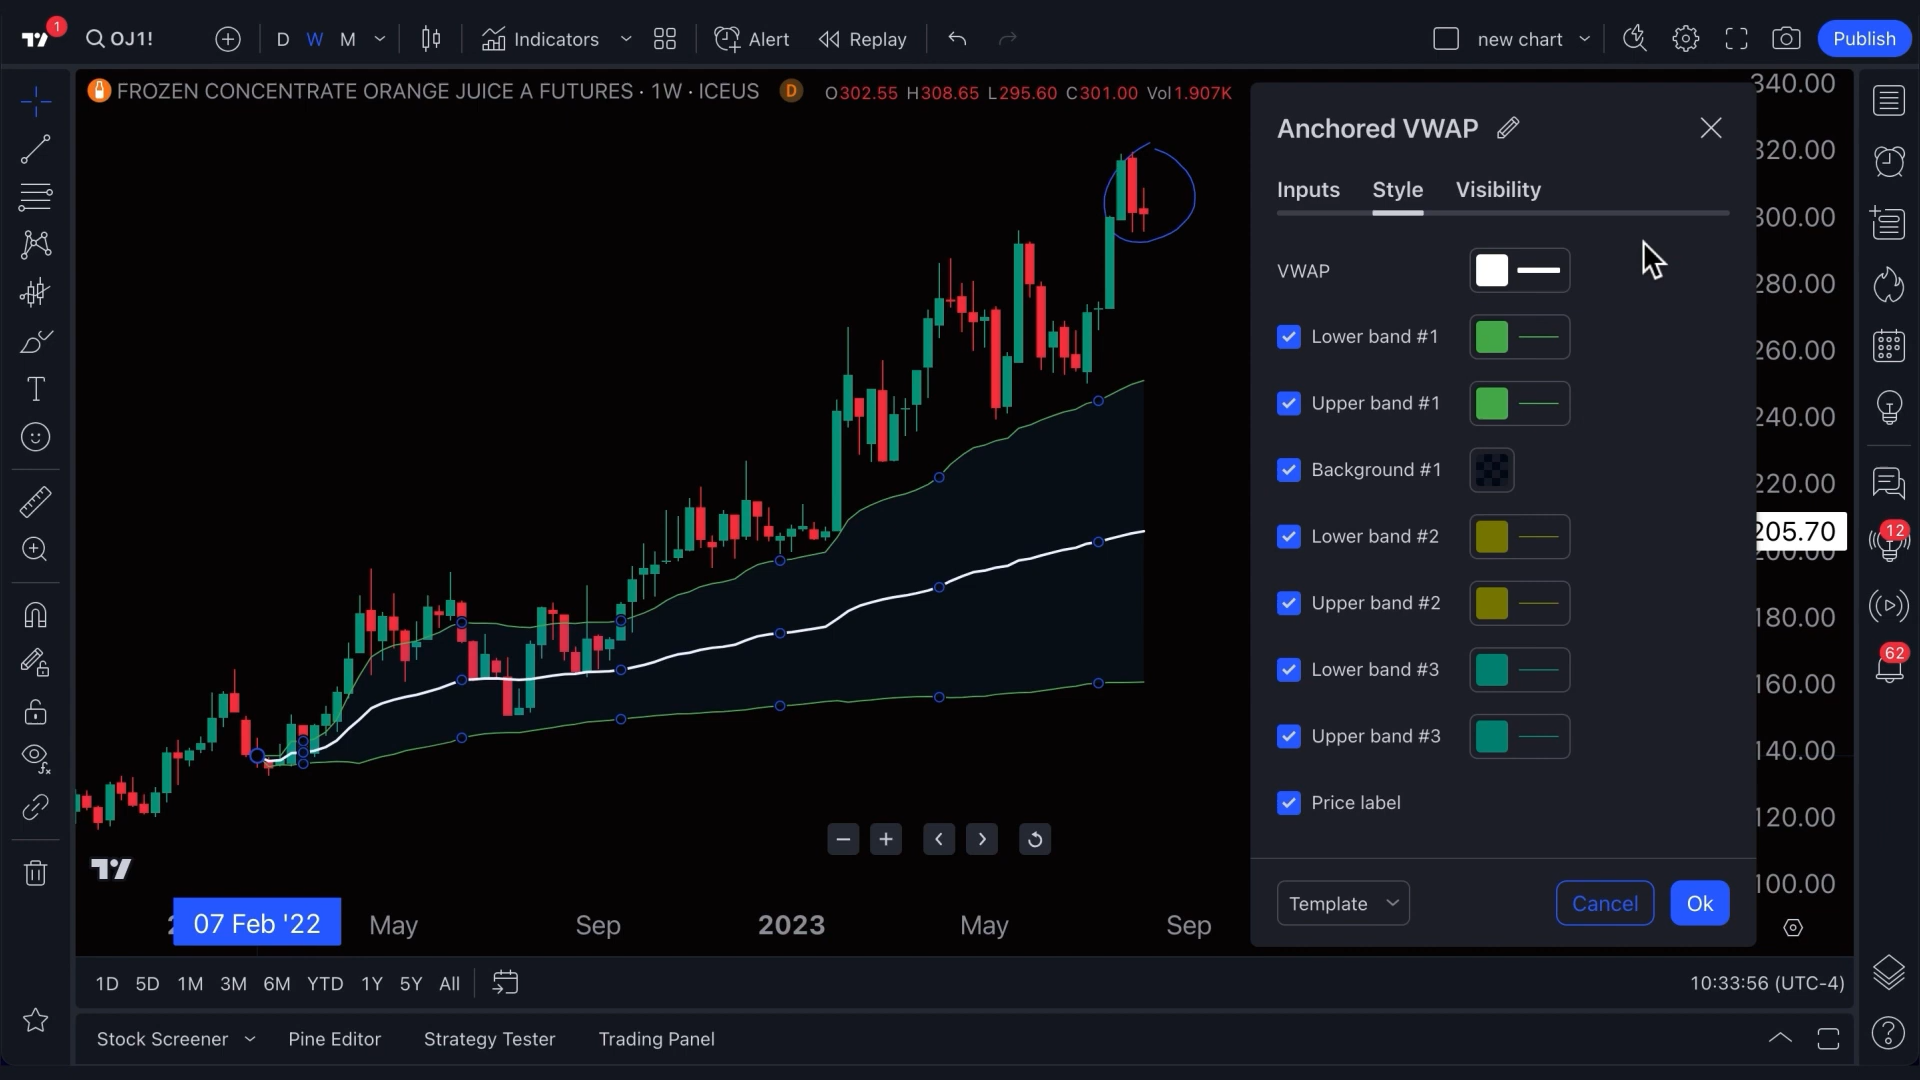 1
OJ1!
D W M
Indicators
Alert
Replay
new chart
Publish
FROZEN CONCENTRATE ORANGE JUICE A FUTURES · 1W · ICEUS
D
O302.55 H308.65 L295.60 C301.00 Vol1.907K
Anchored VWAP
Inputs
Style
Visibility
VWAP
Lower band #1
Upper band #1
Background #1
Lower band #2
Upper band #2
Lower band #3
Upper band #3
Price label
Template
Cancel
Ok
340.00
320.00
300.00
280.00
260.00
240.00
220.00
205.70
200.00
180.00
160.00
140.00
120.00
100.00
12
62
07 Feb '22
May
Sep
2023
May
Sep
1D 5D 1M 3M 6M YTD 1Y 5Y All
10:33:56 (UTC-4)
Stock Screener
Pine Editor
Strategy Tester
Trading Panel